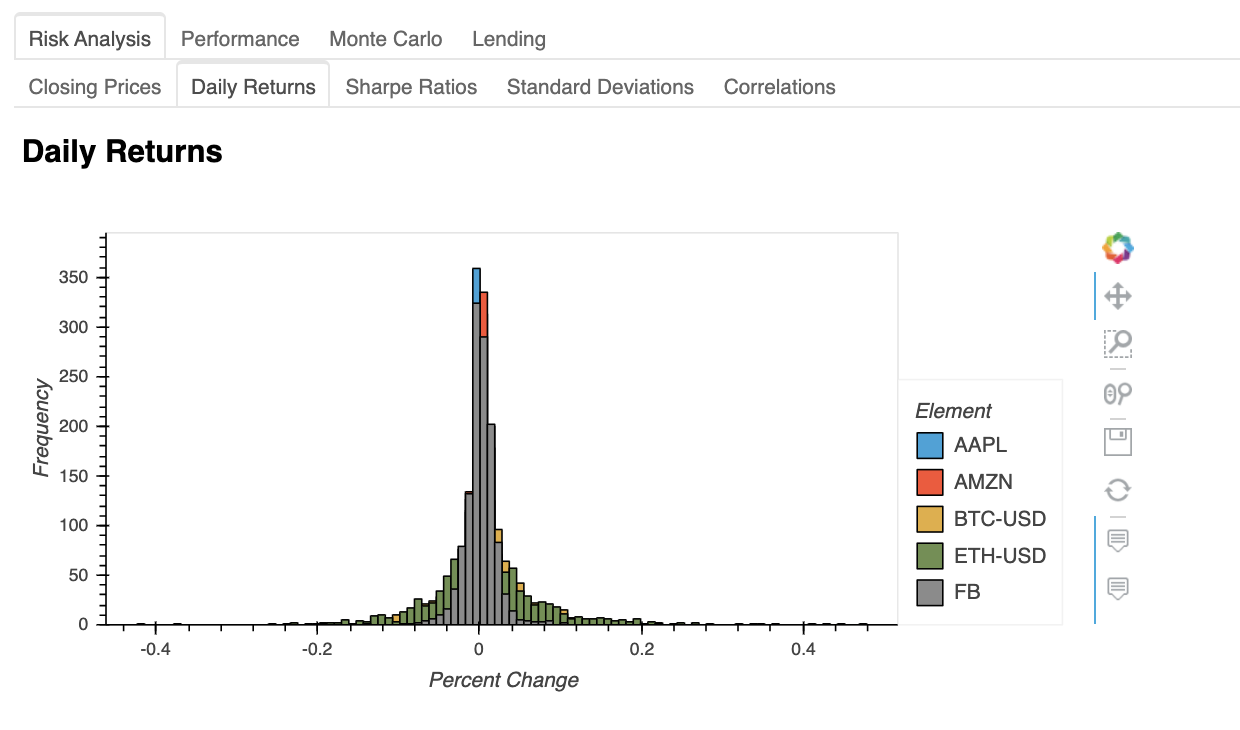 Risk Analysis Performance Monte Carlo Lending
Closing Prices Daily Returns Sharpe Ratios Standard Deviations Correlations
Daily Returns
350
300
250
200
150
100
50
0
Frequency
-0.4 -0.2 0 0.2 0.4
Percent Change
Element
AAPL
AMZN
BTC-USD
ETH-USD
FB